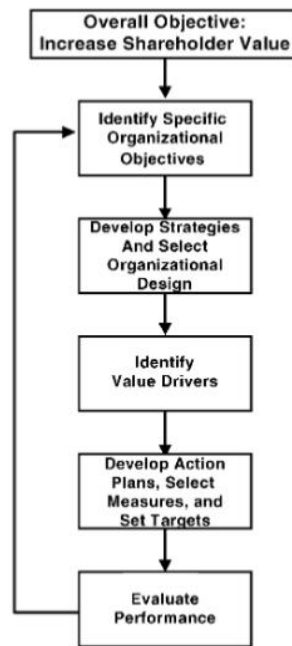 Overall Objective:
Increase Shareholder Value
Identify Specific
Organizational
Objectives
Develop Strategies
And Select
Organizational
Design
Identify
Value Drivers
Develop Action
Plans, Select
Measures, and
Set Targets
Evaluate
Performance